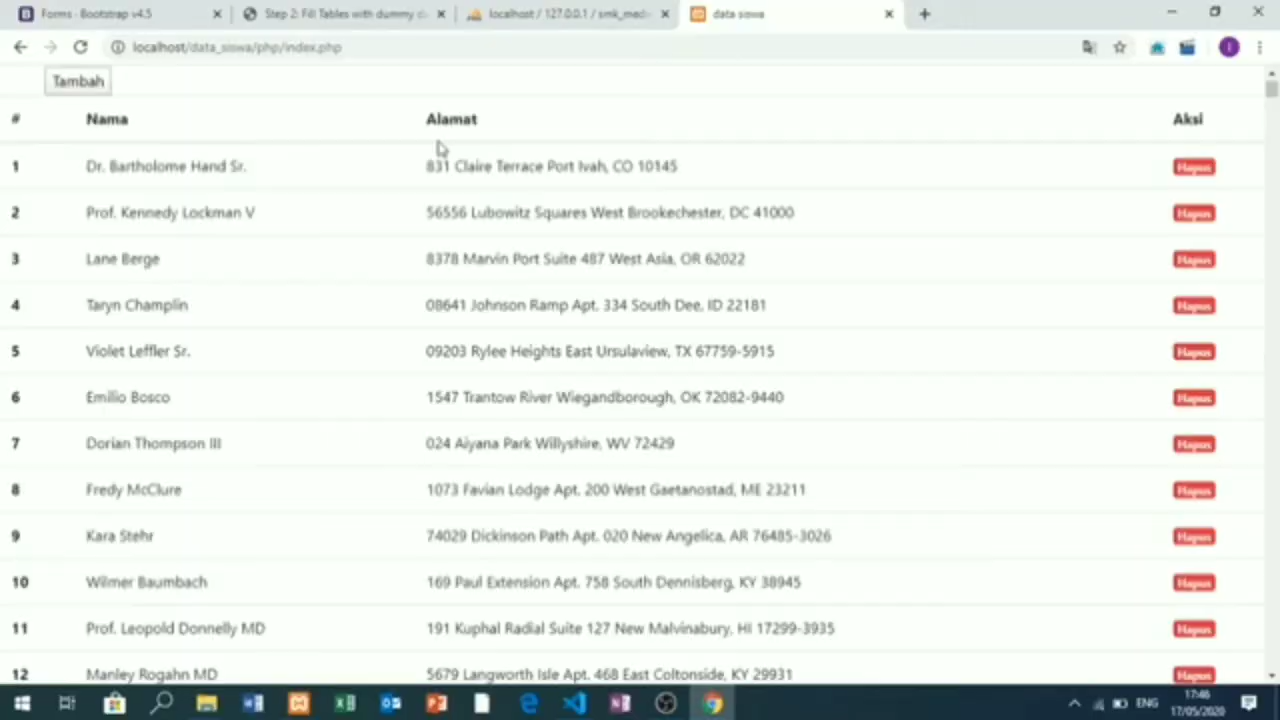 Forms · Bootstrap v4.5
Step 2: Fill Tables with dummy d
localhost / 127.0.0.1 / smk_med
data siswa
localhost/data_siswa/php/index.php
I
Tambah
# Nama Alamat Aksi
1 Dr. Bartholome Hand Sr. 831 Claire Terrace Port Ivah, CO 10145 Hapus
2 Prof. Kennedy Lockman V 56556 Lubowitz Squares West Brookechester, DC 41000 Hapus
3 Lane Berge 8378 Marvin Port Suite 487 West Asia, OR 62022 Hapus
4 Taryn Champlin 08641 Johnson Ramp Apt. 334 South Dee, ID 22181 Hapus
5 Violet Leffler Sr. 09203 Rylee Heights East Ursulaview, TX 67759-5915 Hapus
6 Emilio Bosco 1547 Trantow River Wiegandborough, OK 72082-9440 Hapus
7 Dorian Thompson III 024 Aiyana Park Willyshire, WV 72429 Hapus
8 Fredy McClure 1073 Favian Lodge Apt. 200 West Gaetanostad, ME 23211 Hapus
9 Kara Stehr 74029 Dickinson Path Apt. 020 New Angelica, AR 76485-3026 Hapus
10 Wilmer Baumbach 169 Paul Extension Apt. 758 South Dennisberg, KY 38945 Hapus
11 Prof. Leopold Donnelly MD 191 Kuphal Radial Suite 127 New Malvinabury, HI 17299-3935 Hapus
12 Manley Rogahn MD 5679 Langworth Isle Apt. 468 East Coltonside, KY 29931 Hapus
ENG
17:46
17/05/2020